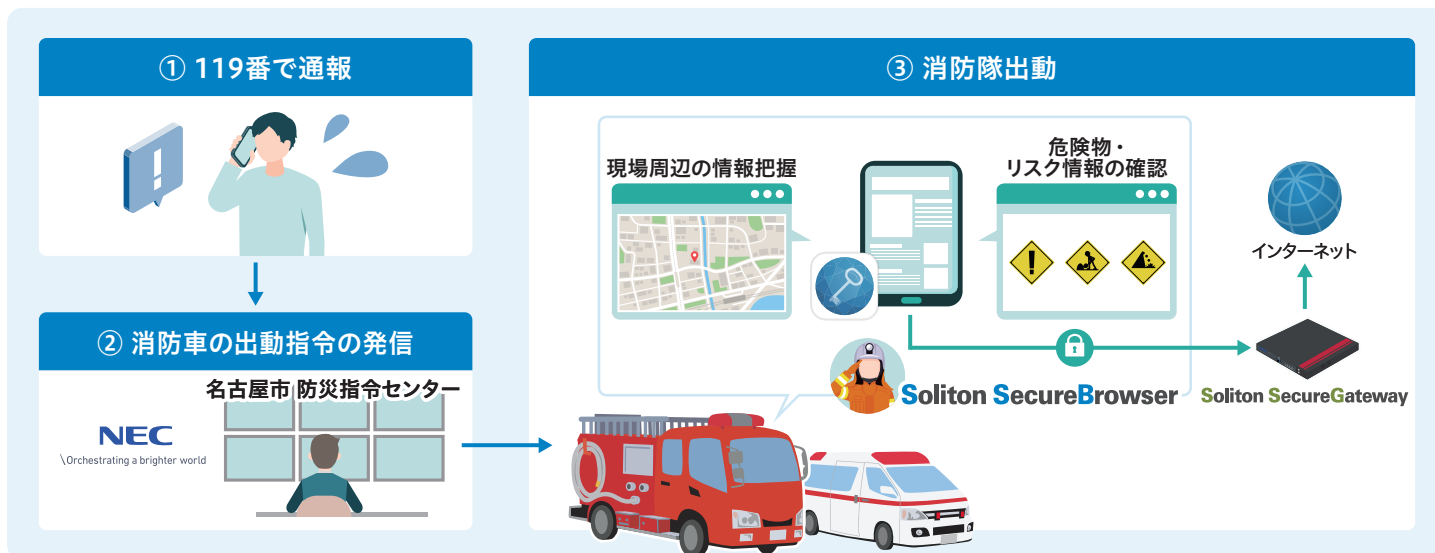 ① 119番で通報
② 消防車の出動指令の発信
名古屋市 防災指令センター
NEC
\Orchestrating a brighter world
③ 消防隊出動
現場周辺の情報把握
危険物・
リスク情報の確認
インターネット
Soliton SecureBrowser
Soliton SecureGateway